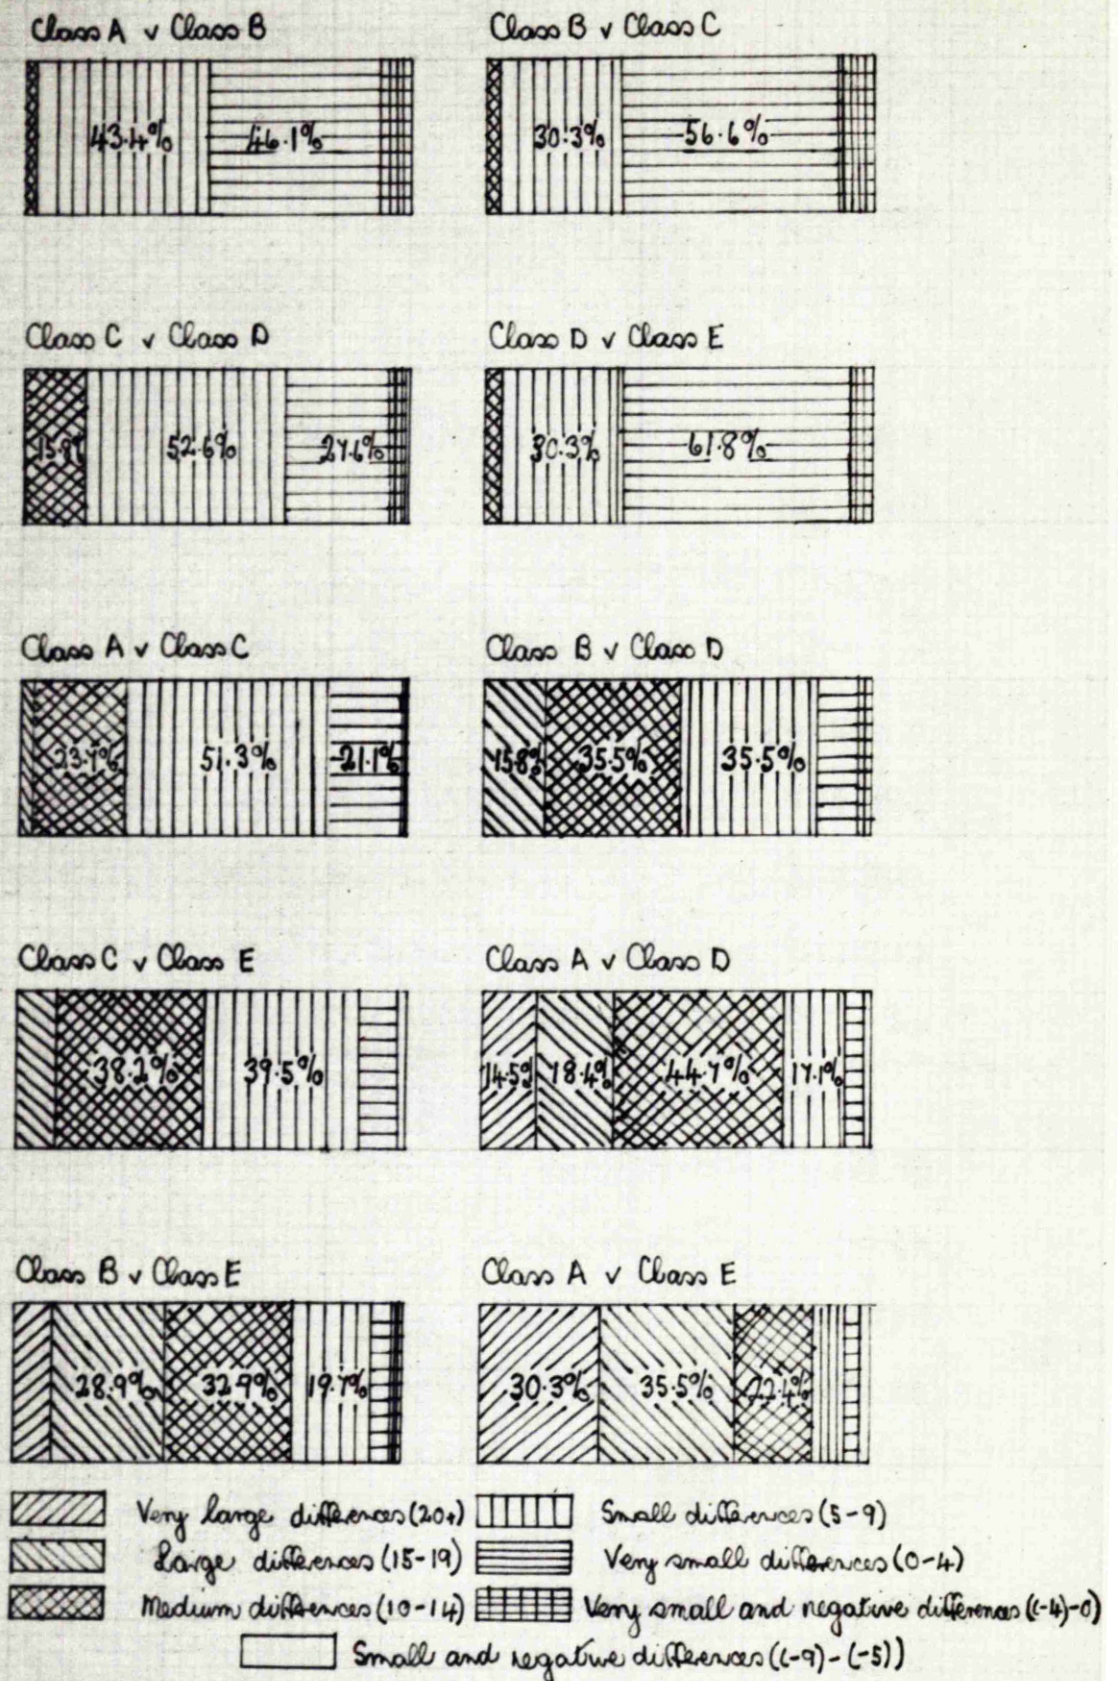 Class A v Class B
Class B v Class C
43.4% 46.1%
30.3% 56.6%
Class C v Class D
Class D v Class E
52.6% 27.6%
30.3% 61.8%
Class A v Class C
Class B v Class D
23.7% 51.3% 21.1%
15.8% 35.5% 35.5%
Class C v Class E
Class A v Class D
38.2% 39.5%
14.5% 18.4% 44.7% 17.1%
Class B v Class E
Class A v Class E
28.9% 32.9% 19.7%
30.3% 35.5% 22.4%
Very large differences (20+)
Small differences (5-9)
Large differences (15-19)
Very small differences (0-4)
Medium differences (10-14)
Very small and negative differences ((-4)-0)
Small and negative differences ((-9) - (-5))